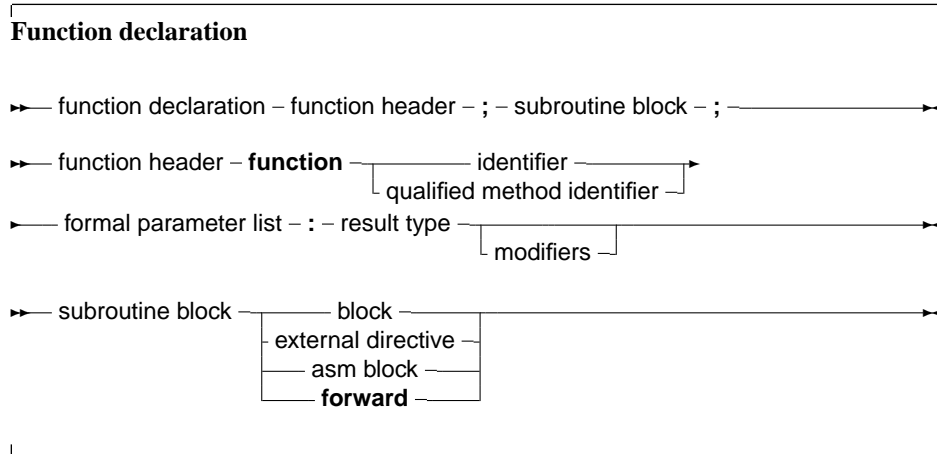 Function declaration
function declaration – function header – ; – subroutine block – ;
function header – function – identifier
qualified method identifier
formal parameter list – : – result type
modifiers
subroutine block – block
external directive
asm block
forward